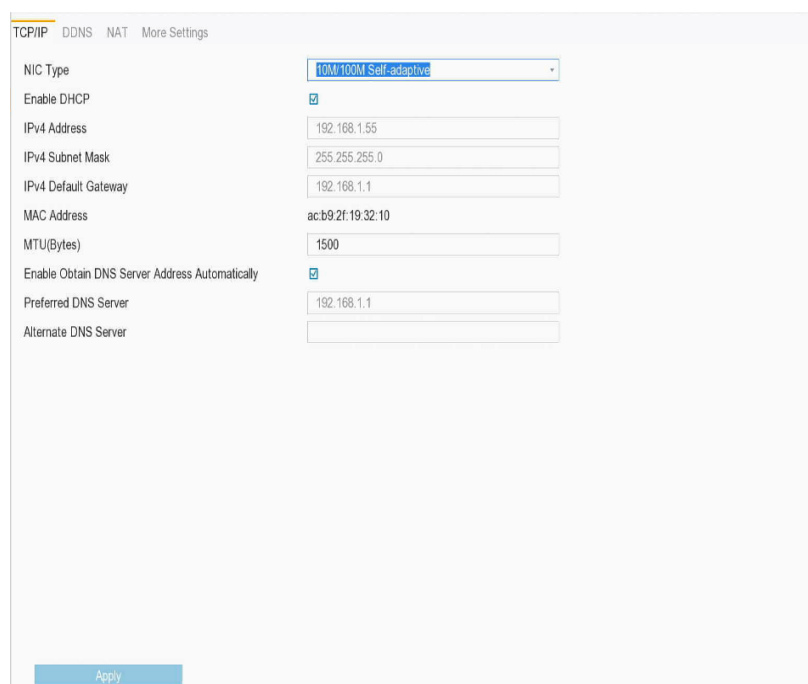 TCP/IP DDNS NAT More Settings
NIC Type 10M/100M Self-adaptive
Enable DHCP
IPv4 Address 192.168.1.55
IPv4 Subnet Mask 255.255.255.0
IPv4 Default Gateway 192.168.1.1
MAC Address ac:b9:2f:19:32:10
MTU(Bytes) 1500
Enable Obtain DNS Server Address Automatically
Preferred DNS Server 192.168.1.1
Alternate DNS Server
Apply